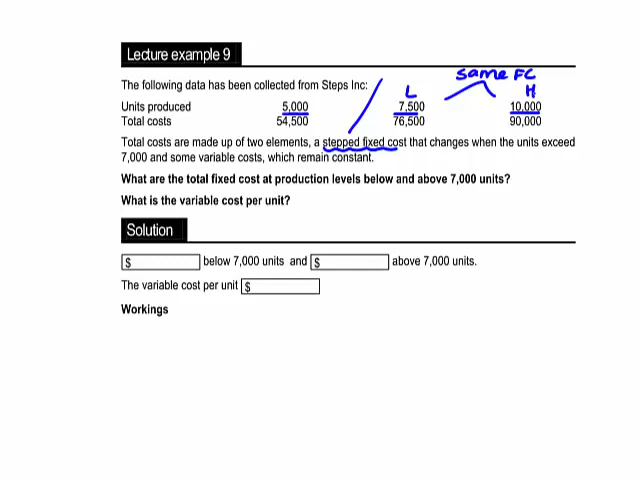 Lecture example 9
same FC
The following data has been collected from Steps Inc:
L H
Units produced 5,000 7,500 10,000
Total costs 54,500 76,500 90,000
Total costs are made up of two elements, a stepped fixed cost that changes when the units exceed
7,000 and some variable costs, which remain constant.
What are the total fixed cost at production levels below and above 7,000 units?
What is the variable cost per unit?
Solution
$ below 7,000 units and $ above 7,000 units.
The variable cost per unit $
Workings